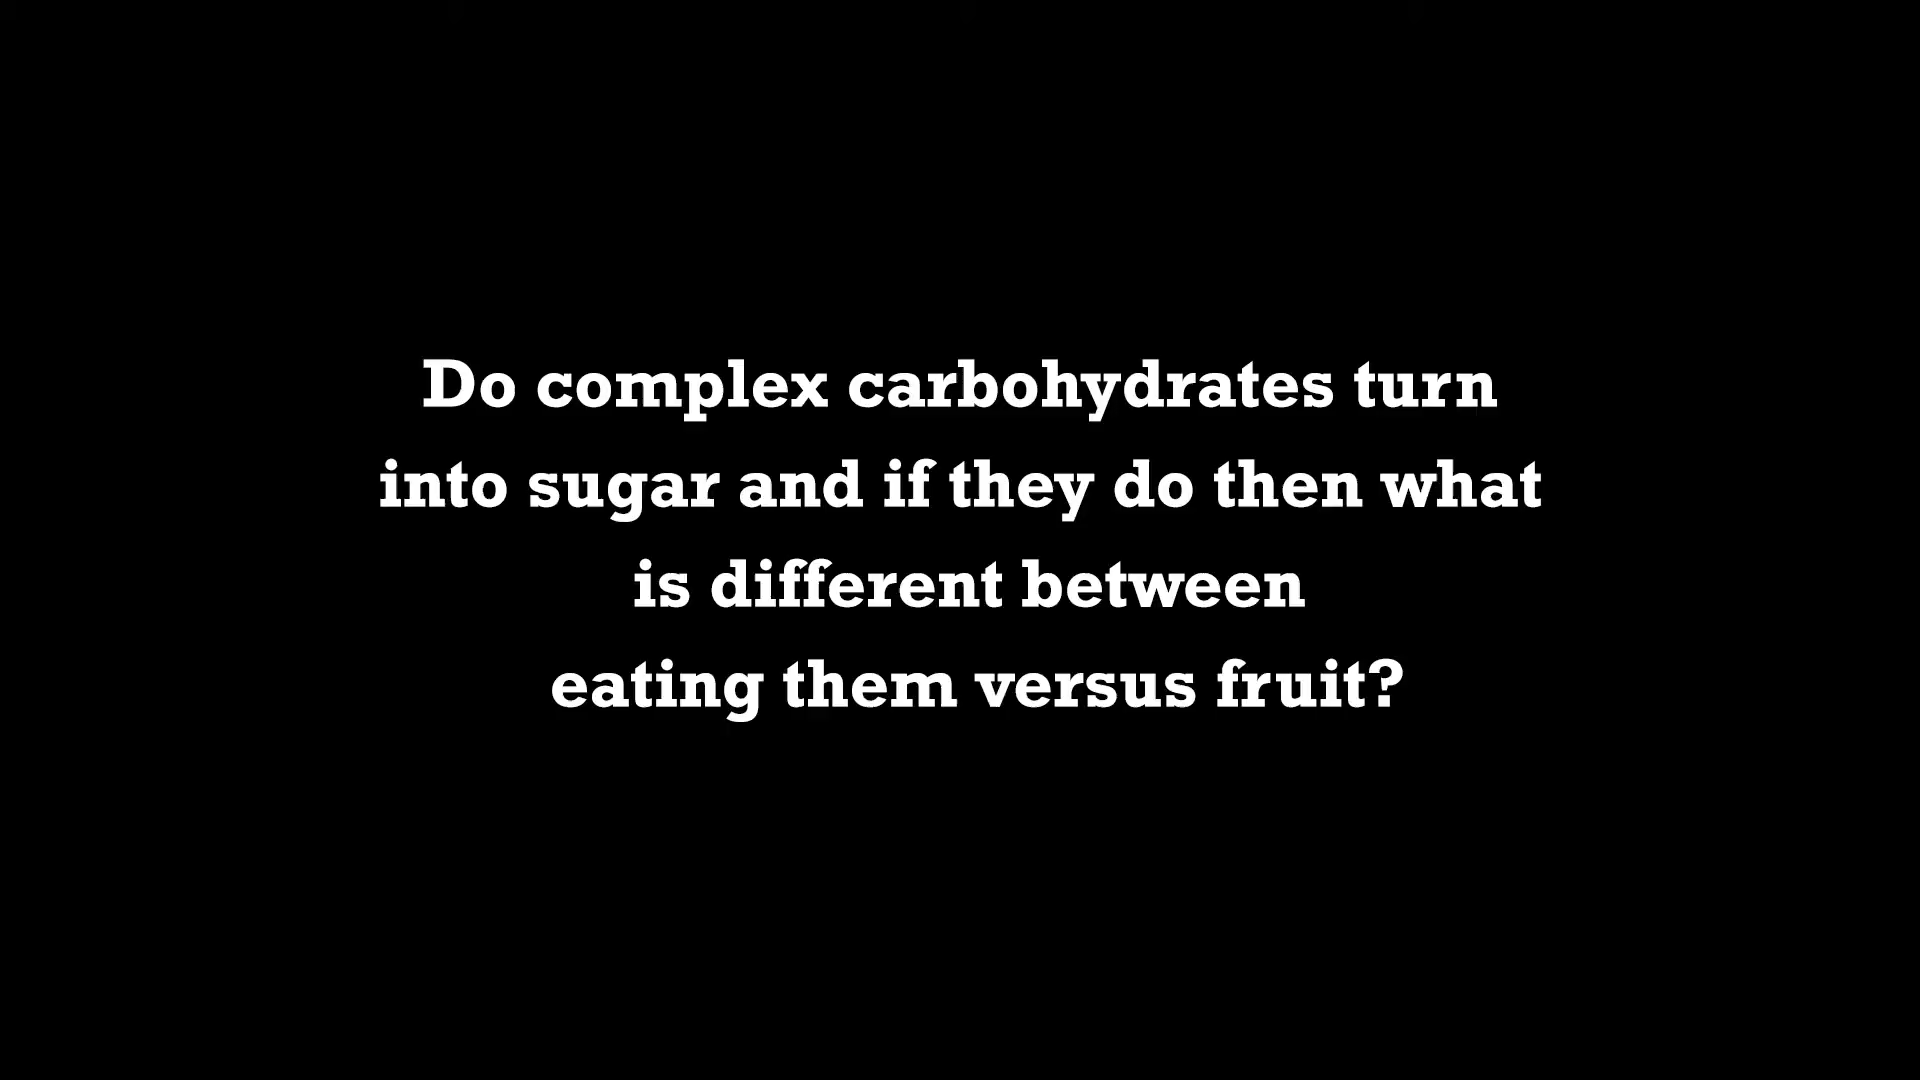 Do complex carbohydrates turn
into sugar and if they do then what
is different between
eating them versus fruit?